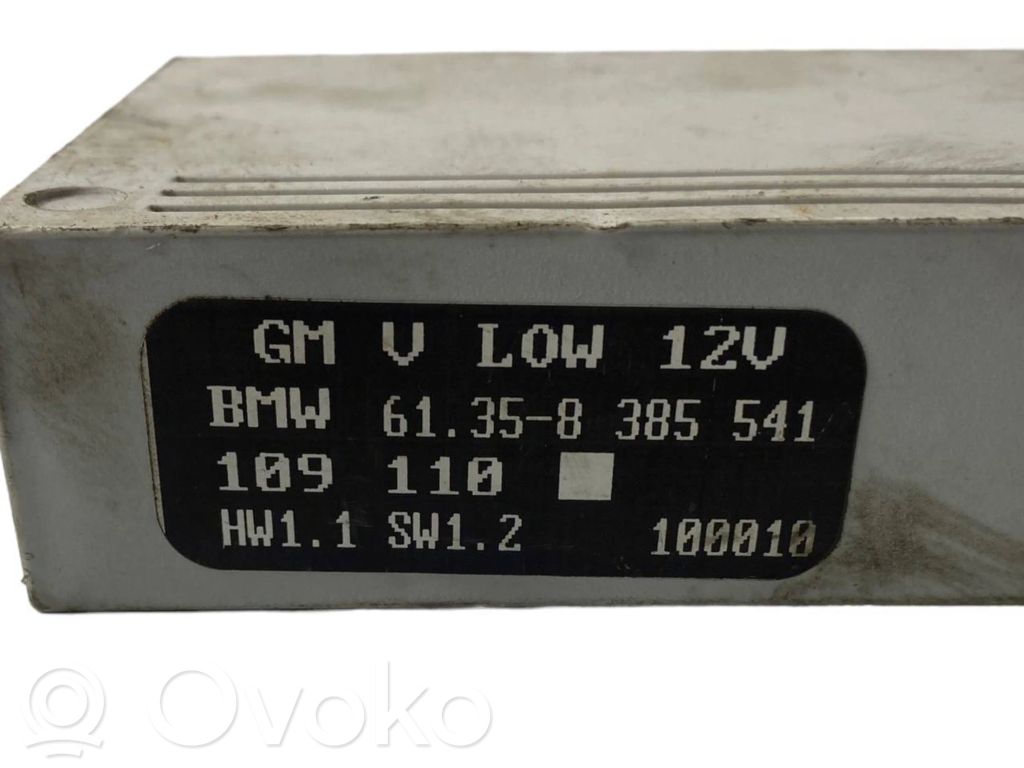 GM V LOW 12V
BMW 61.35-8 385 541
109 110
HW1.1 SW1.2 100010
Ovoko